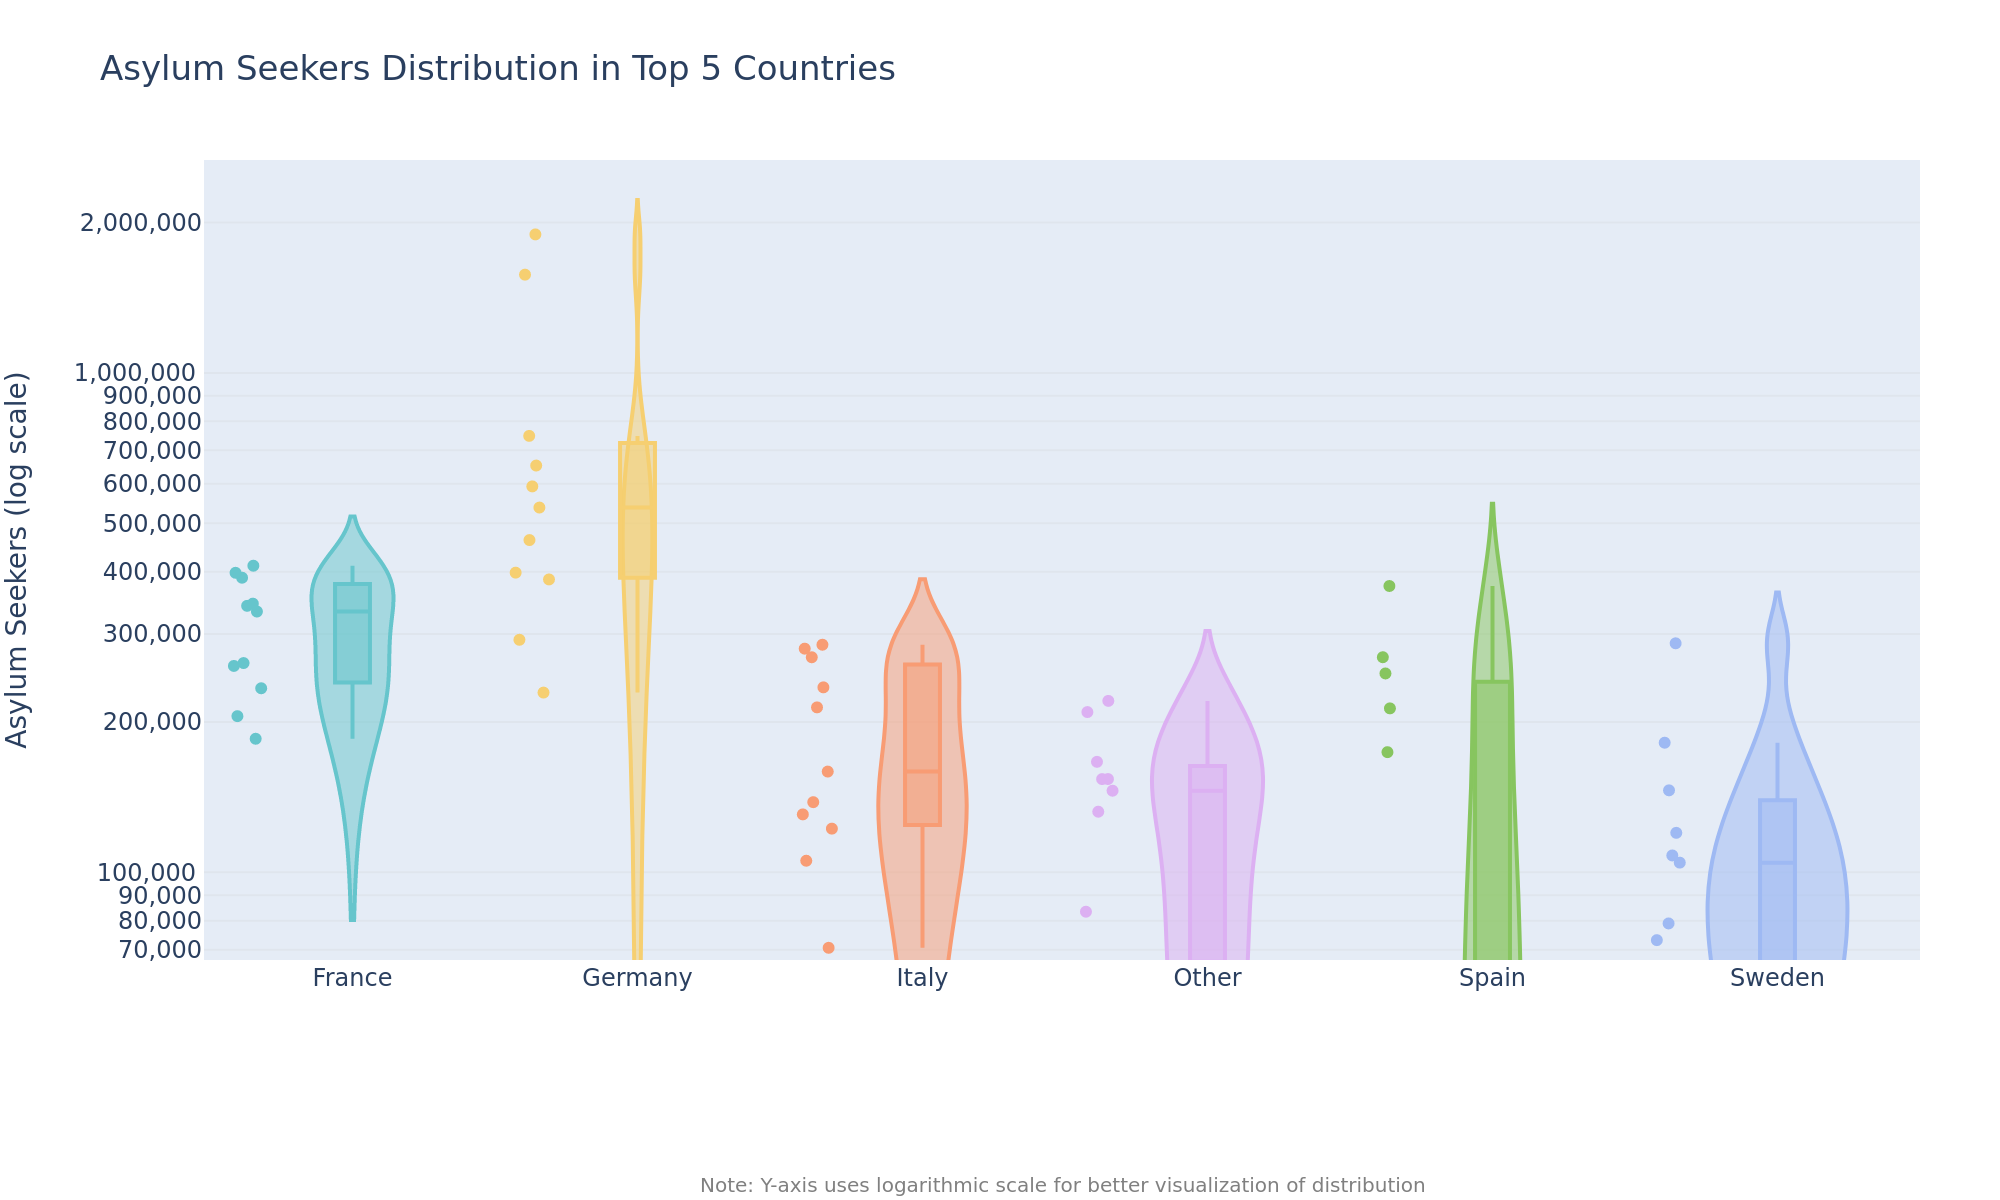 Asylum Seekers Distribution in Top 5 Countries
Asylum Seekers (log scale)
2,000,000
1,000,000
900,000
800,000
700,000
600,000
500,000
400,000
300,000
200,000
100,000
90,000
80,000
70,000
France
Germany
Italy
Other
Spain
Sweden
Note: Y-axis uses logarithmic scale for better visualization of distribution